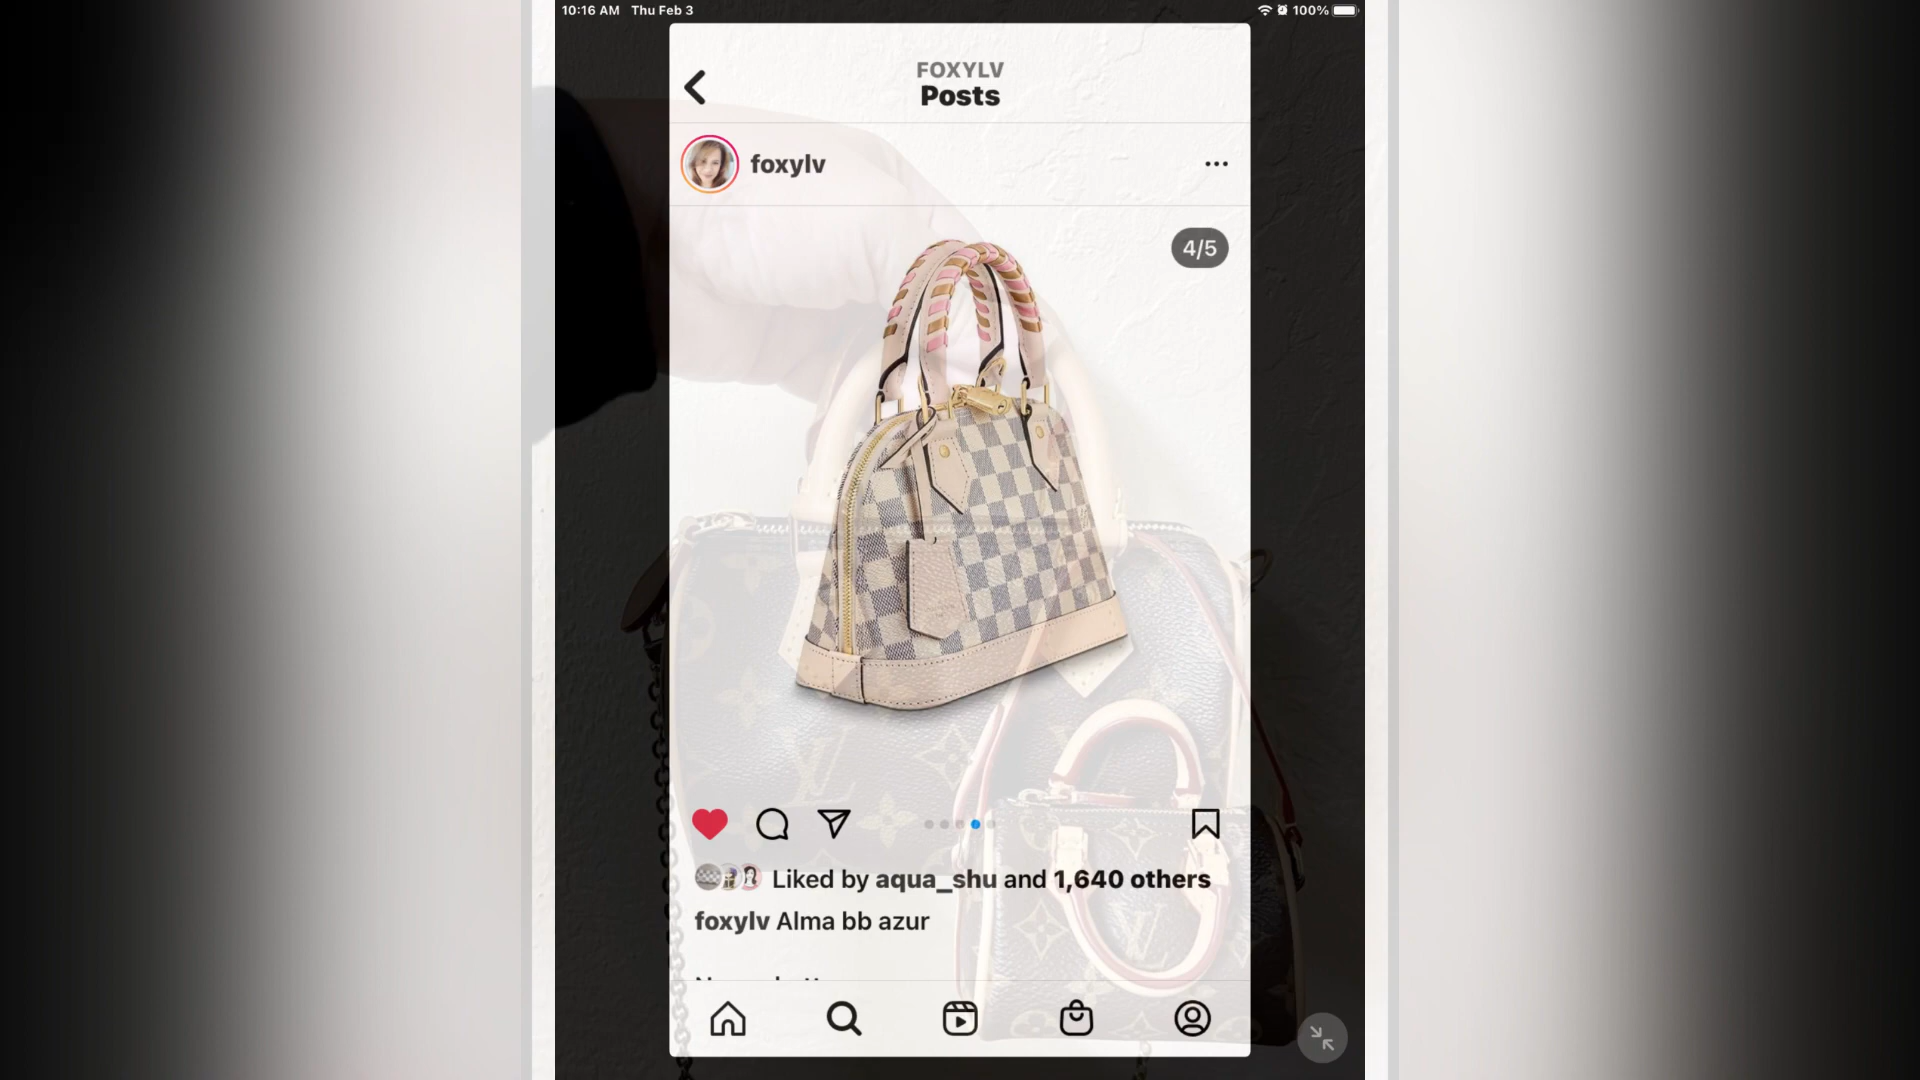 10:16 AM Thu Feb 3
100%
FOXYLV
Posts
foxylv
4/5
Liked by aqua_shu and 1,640 others
foxylv Alma bb azur